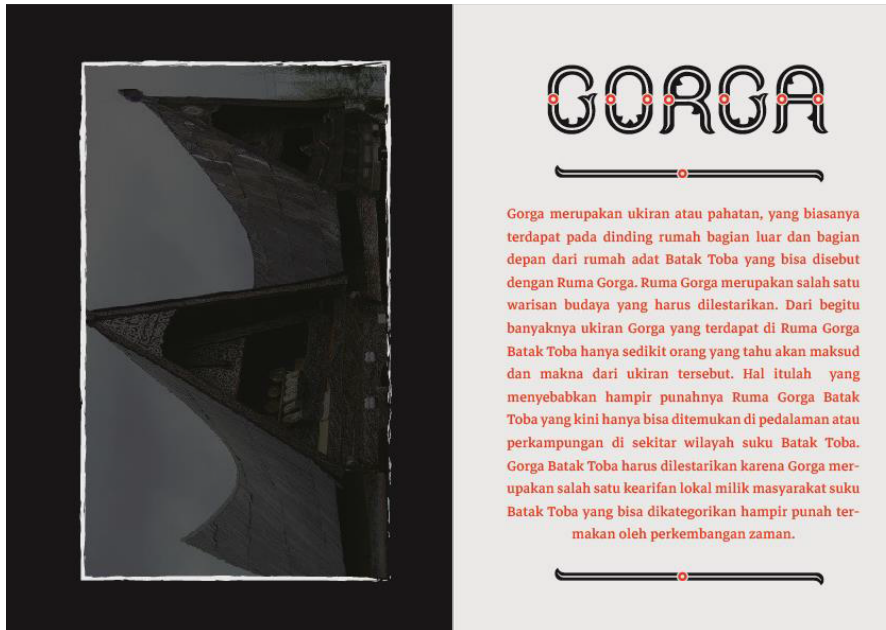 GORGA
Gorga merupakan ukiran atau pahatan, yang biasanya
terdapat pada dinding rumah bagian luar dan bagian
depan dari rumah adat Batak Toba yang bisa disebut
dengan Ruma Gorga. Ruma Gorga merupakan salah satu
warisan budaya yang harus dilestarikan. Dari begitu
banyaknya ukiran Gorga yang terdapat di Ruma Gorga
Batak Toba hanya sedikit orang yang tahu akan maksud
dan makna dari ukiran tersebut. Hal itulah yang
menyebabkan hampir punahnya Ruma Gorga Batak
Toba yang kini hanya bisa ditemukan di pedalaman atau
perkampungan di sekitar wilayah suku Batak Toba.
Gorga Batak Toba harus dilestarikan karena Gorga mer-
upakan salah satu kearifan lokal milik masyarakat suku
Batak Toba yang bisa dikategorikan hampir punah ter-
makan oleh perkembangan zaman.